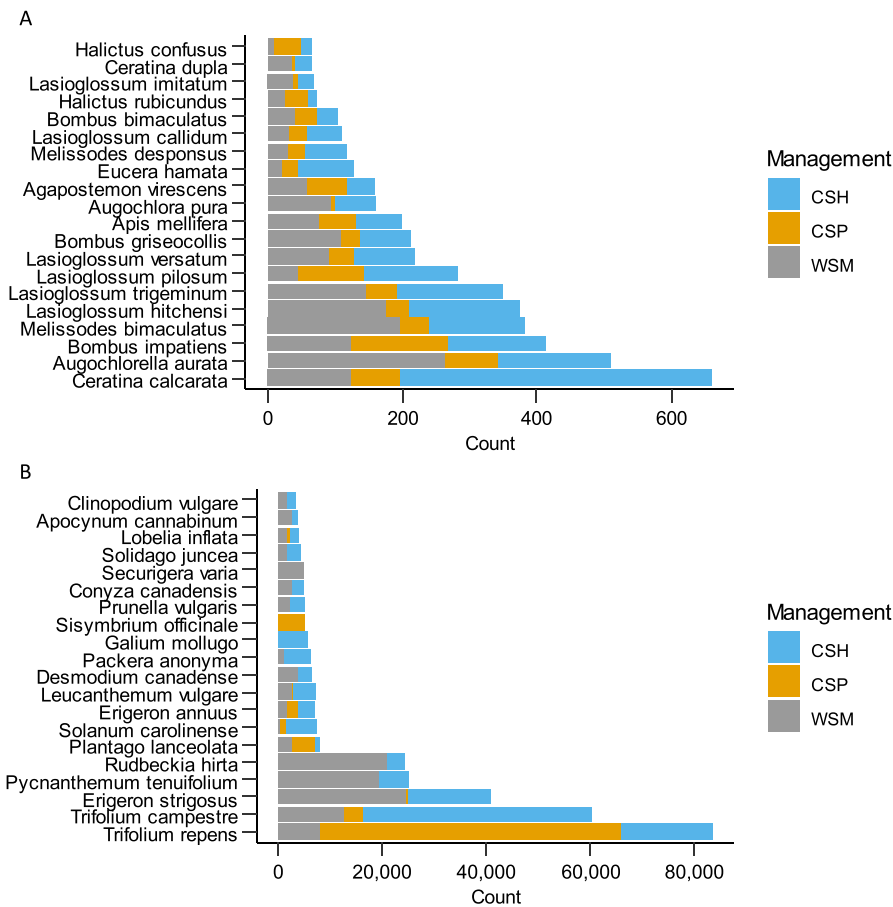 A
Halictus confusus
Ceratina dupla
Lasioglossum imitatum
Halictus rubicundus
Bombus bimaculatus
Lasioglossum callidum
Melissodes desponsus
Eucera hamata
Agapostemon virescens
Augochlora pura
Apis mellifera
Bombus griseocollis
Lasioglossum versatum
Lasioglossum pilosum
Lasioglossum trigeminum
Lasioglossum hitchensi
Melissodes bimaculatus
Bombus impatiens
Augochlorella aurata
Ceratina calcarata
0 200 400 600
Count
Management
CSH
CSP
WSM
B
Clinopodium vulgare
Apocynum cannabinum
Lobelia inflata
Solidago juncea
Securigera varia
Conyza canadensis
Prunella vulgaris
Sisymbrium officinale
Galium mollugo
Packera anonyma
Desmodium canadense
Leucanthemum vulgare
Erigeron annuus
Solanum carolinense
Plantago lanceolata
Rudbeckia hirta
Pycnanthemum tenuifolium
Erigeron strigosus
Trifolium campestre
Trifolium repens
0 20,000 40,000 60,000 80,000
Count
Management
CSH
CSP
WSM